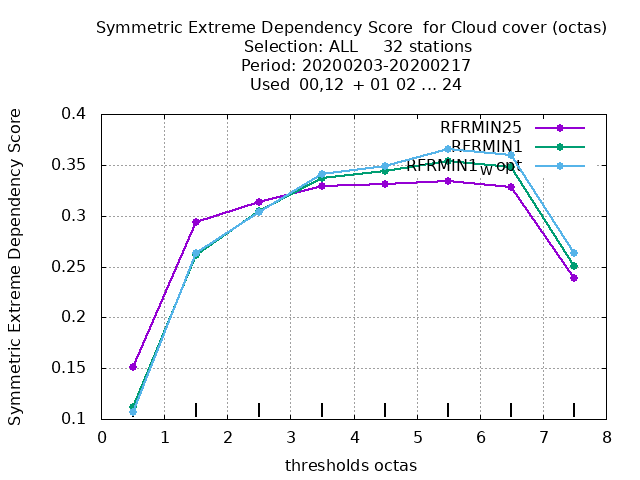 Symmetric Extreme Dependency Score  for Cloud cover (octas)
Selection: ALL     32 stations
Period: 20200203-20200217
Used  00,12  + 01 02 ... 24
Symmetric Extreme Dependency Score
0.4
0.35
0.3
0.25
0.2
0.15
0.1
RFRMIN25
RFRMIN1
RFRMIN1Wopt
0 1 2 3 4 5 6 7 8
thresholds octas